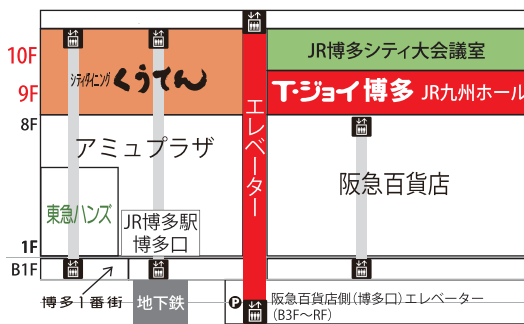 10F
9F
8F
1F
B1F
シティダイニング くうてん
エレベーター
JR博多シティ大会議室
T・ジョイ博多 JR九州ホール
アミュプラザ
阪急百貨店
東急ハンズ
JR博多駅
博多口
博多1番街
地下鉄
P
阪急百貨店側(博多口)エレベーター
(B3F〜RF)